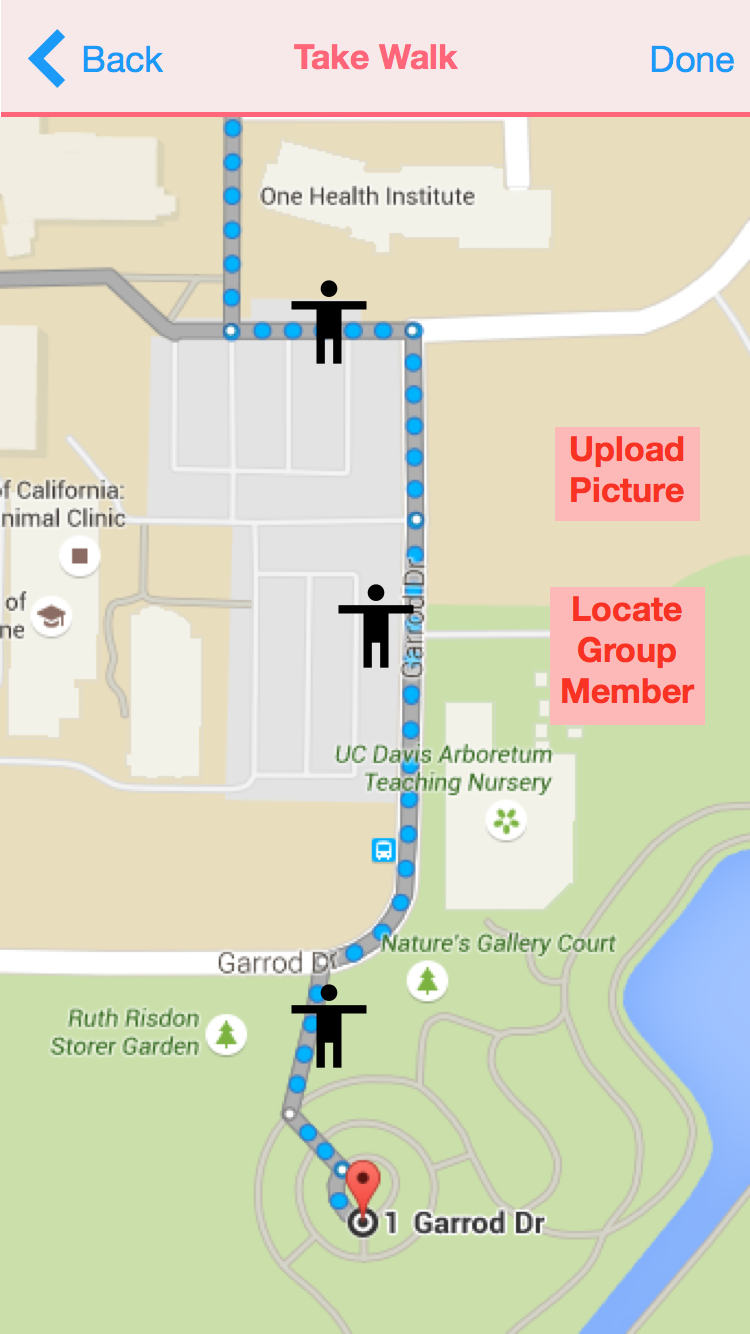 Back
Take Walk
Done
One Health Institute
Upload
Picture
of California:
nimal Clinic
of
ne
Garrod Dr
Locate
Group
Member
UC Davis Arboretum
Teaching Nursery
Nature's Gallery Court
Garrod Dr
Ruth Risdon
Storer Garden
1 Garrod Dr